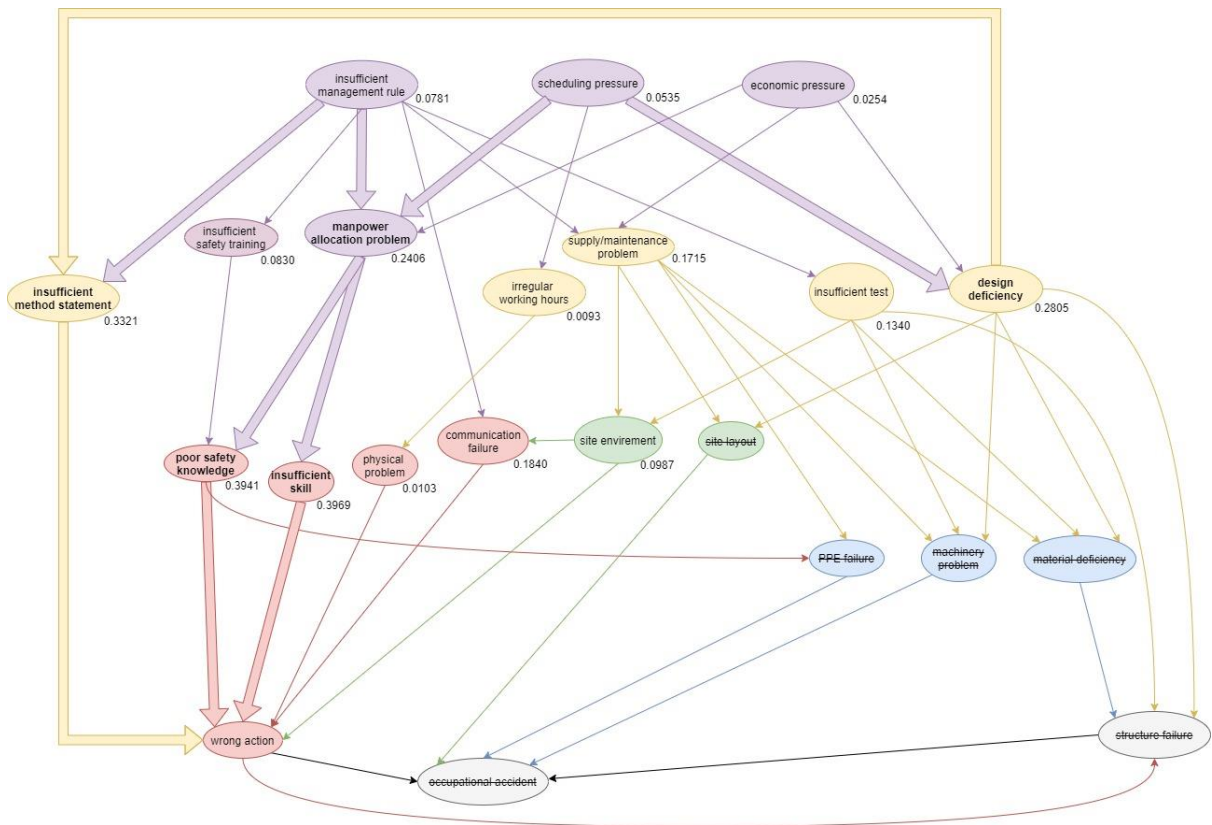 insufficient
management rule
0.0781
scheduling pressure
0.0535
economic pressure
0.0254
insufficient
safety training
0.0830
manpower
allocation problem
0.2406
supply/maintenance
problem
0.1715
insufficient
method statement
0.3321
irregular
working hours
0.0093
insufficient test
0.1340
design
deficiency
0.2805
poor safety
knowledge
0.3941
insufficient
skill
0.3969
physical
problem
0.0103
communication
failure
0.1840
site envirement
0.0987
site layout
PPE failure
machinery
problem
material deficiency
wrong action
occupational accident
structure failure